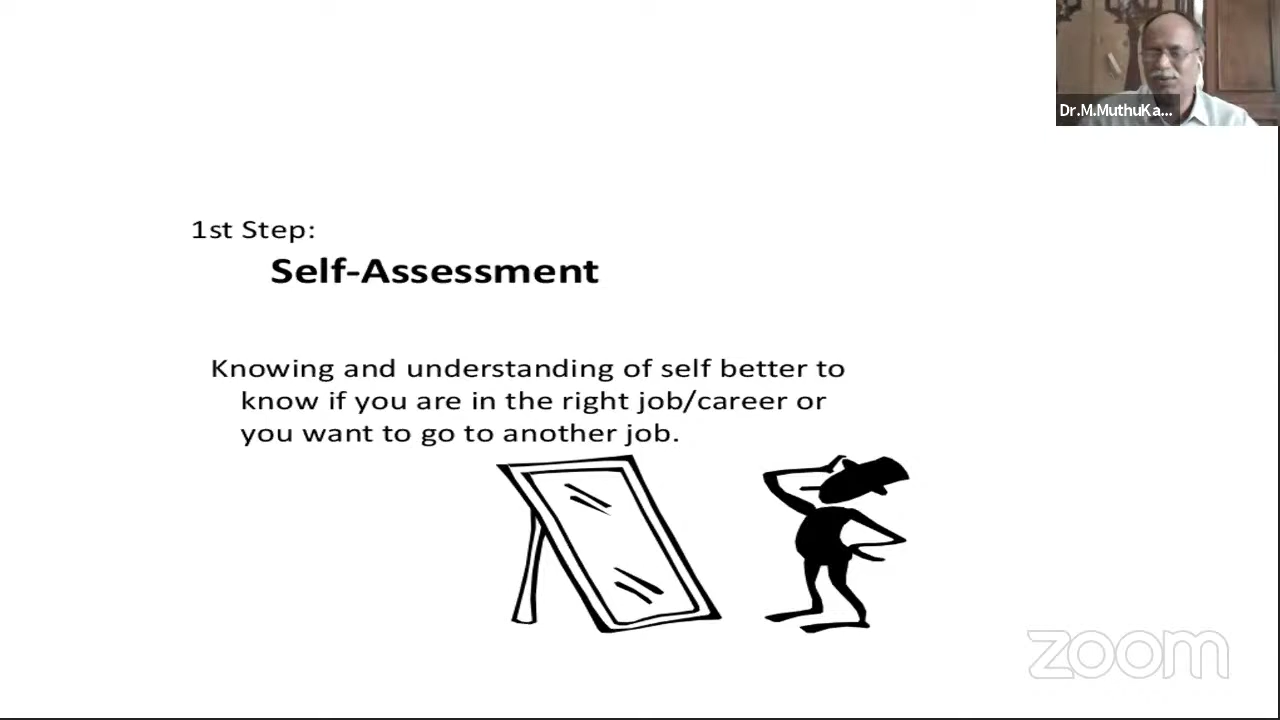 Dr.M.MuthuKa...
1st Step:
Self-Assessment
Knowing and understanding of self better to
know if you are in the right job/career or
you want to go to another job.
zoom